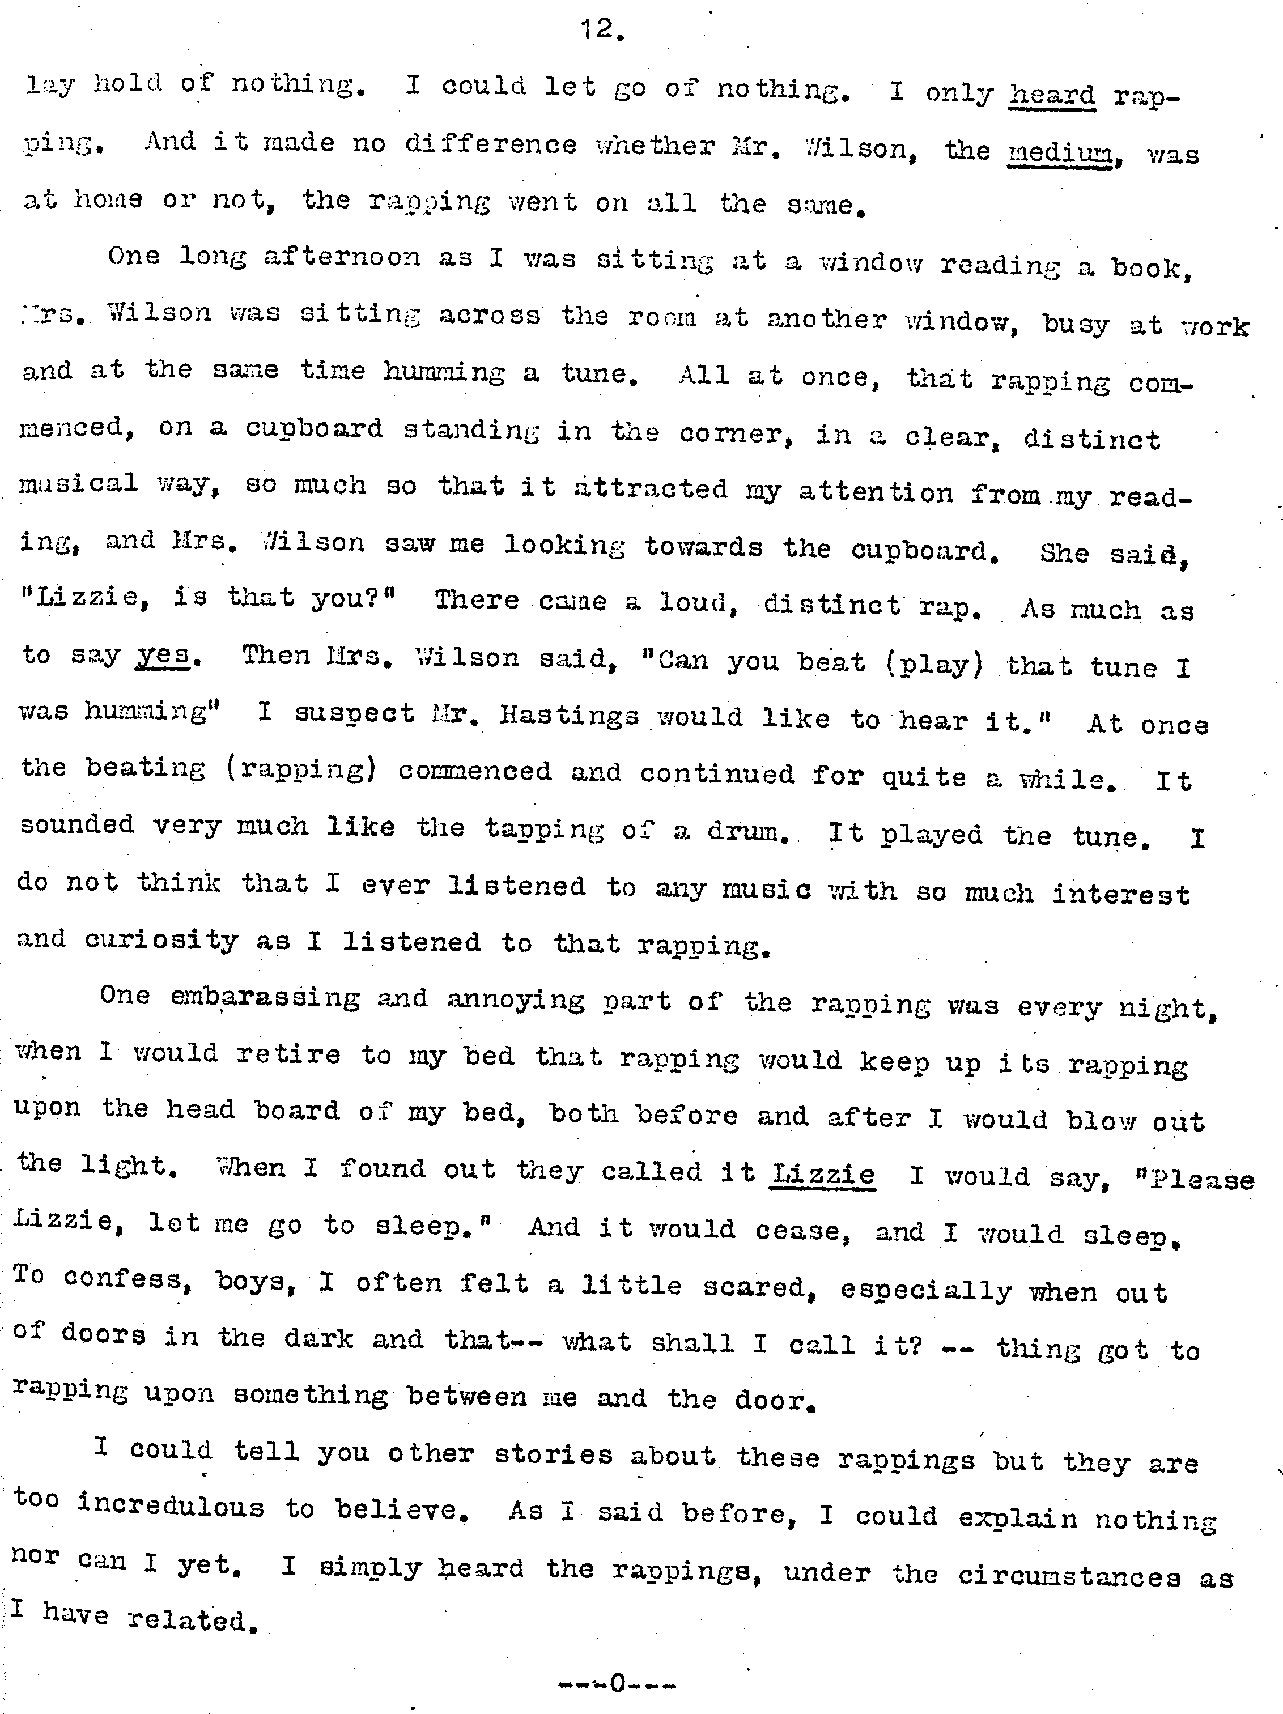 12.
lay hold of nothing. I could let go of nothing. I only heard rap-
ping. And it made no difference whether Mr. Wilson, the medium, was
at home or not, the rapping went on all the same.
One long afternoon as I was sitting at a window reading a book,
Mrs. Wilson was sitting across the room at another window, busy at work
and at the same time humming a tune. All at once, that rapping com-
menced, on a cupboard standing in the corner, in a clear, distinct
musical way, so much so that it attracted my attention from my read-
ing, and Mrs. Wilson saw me looking towards the cupboard. She said,
"Lizzie, is that you?" There came a loud, distinct rap. As much as
to say yes. Then Mrs. Wilson said, "Can you beat (play) that tune I
was humming" I suspect Mr. Hastings would like to hear it." At once
the beating (rapping) commenced and continued for quite a while. It
sounded very much like the tapping of a drum. It played the tune. I
do not think that I ever listened to any music with so much interest
and curiosity as I listened to that rapping.
One embarassing and annoying part of the rapping was every night,
when I would retire to my bed that rapping would keep up its rapping
upon the head board of my bed, both before and after I would blow out
the light. When I found out they called it Lizzie I would say, "Please
Lizzie, let me go to sleep." And it would cease, and I would sleep.
To confess, boys, I often felt a little scared, especially when out
of doors in the dark and that-- what shall I call it? -- thing got to
rapping upon something between me and the door.
I could tell you other stories about these rappings but they are
too incredulous to believe. As I said before, I could explain nothing
nor can I yet. I simply heard the rappings, under the circumstances as
I have related.
---0---